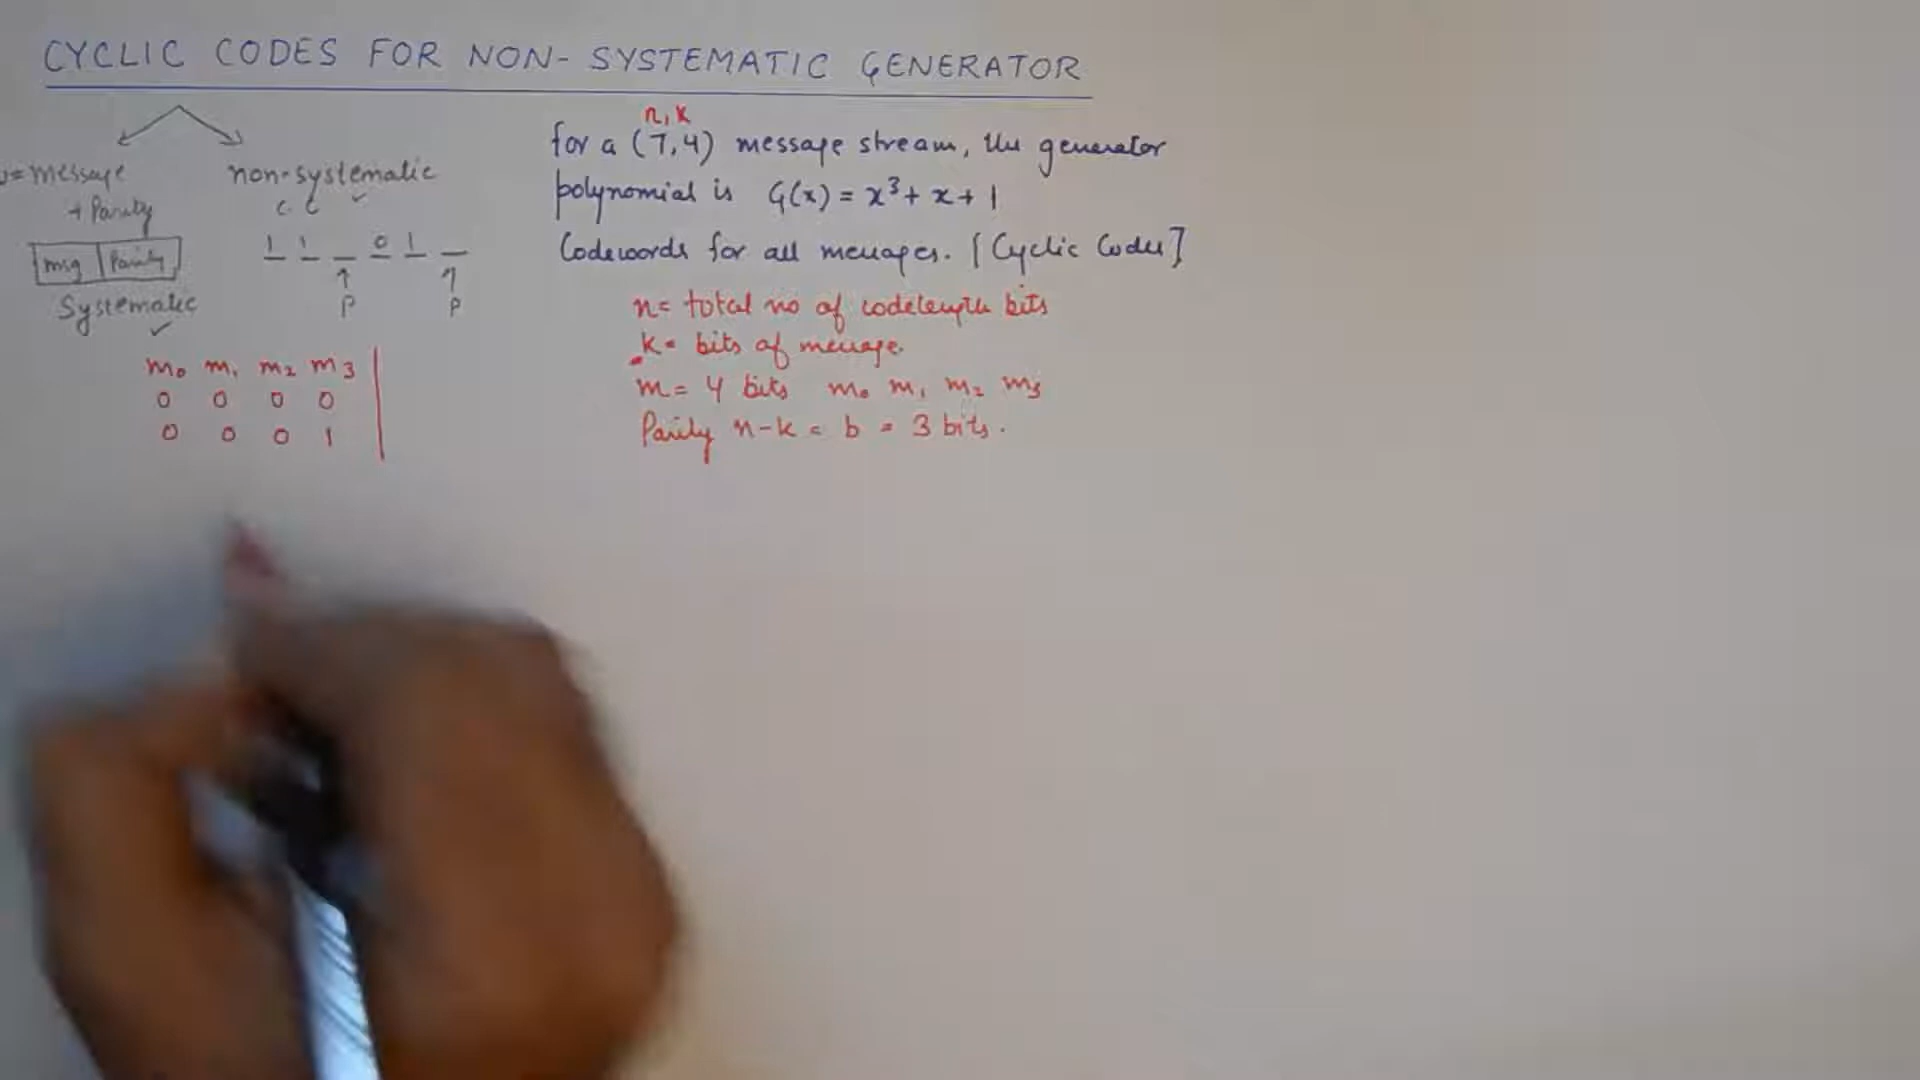 CYCLIC CODES FOR NON-SYSTEMATIC GENERATOR
= Message
+ Parity
msg Parity
Systematic
non-systematic
C. C
1 1 _ 0 1 _
P P
n, k
for a (7,4) message stream, the generator
polynomial is G(x) = x³ + x + 1
Codewords for all messages. [Cyclic Codes]
n= total no of codelength bits
k= bits of message.
m= 4 bits m₀ m₁ m₂ m₃
Parity n-k = b = 3 bits.
m₀ m₁ m₂ m₃
0 0 0 0
0 0 0 1